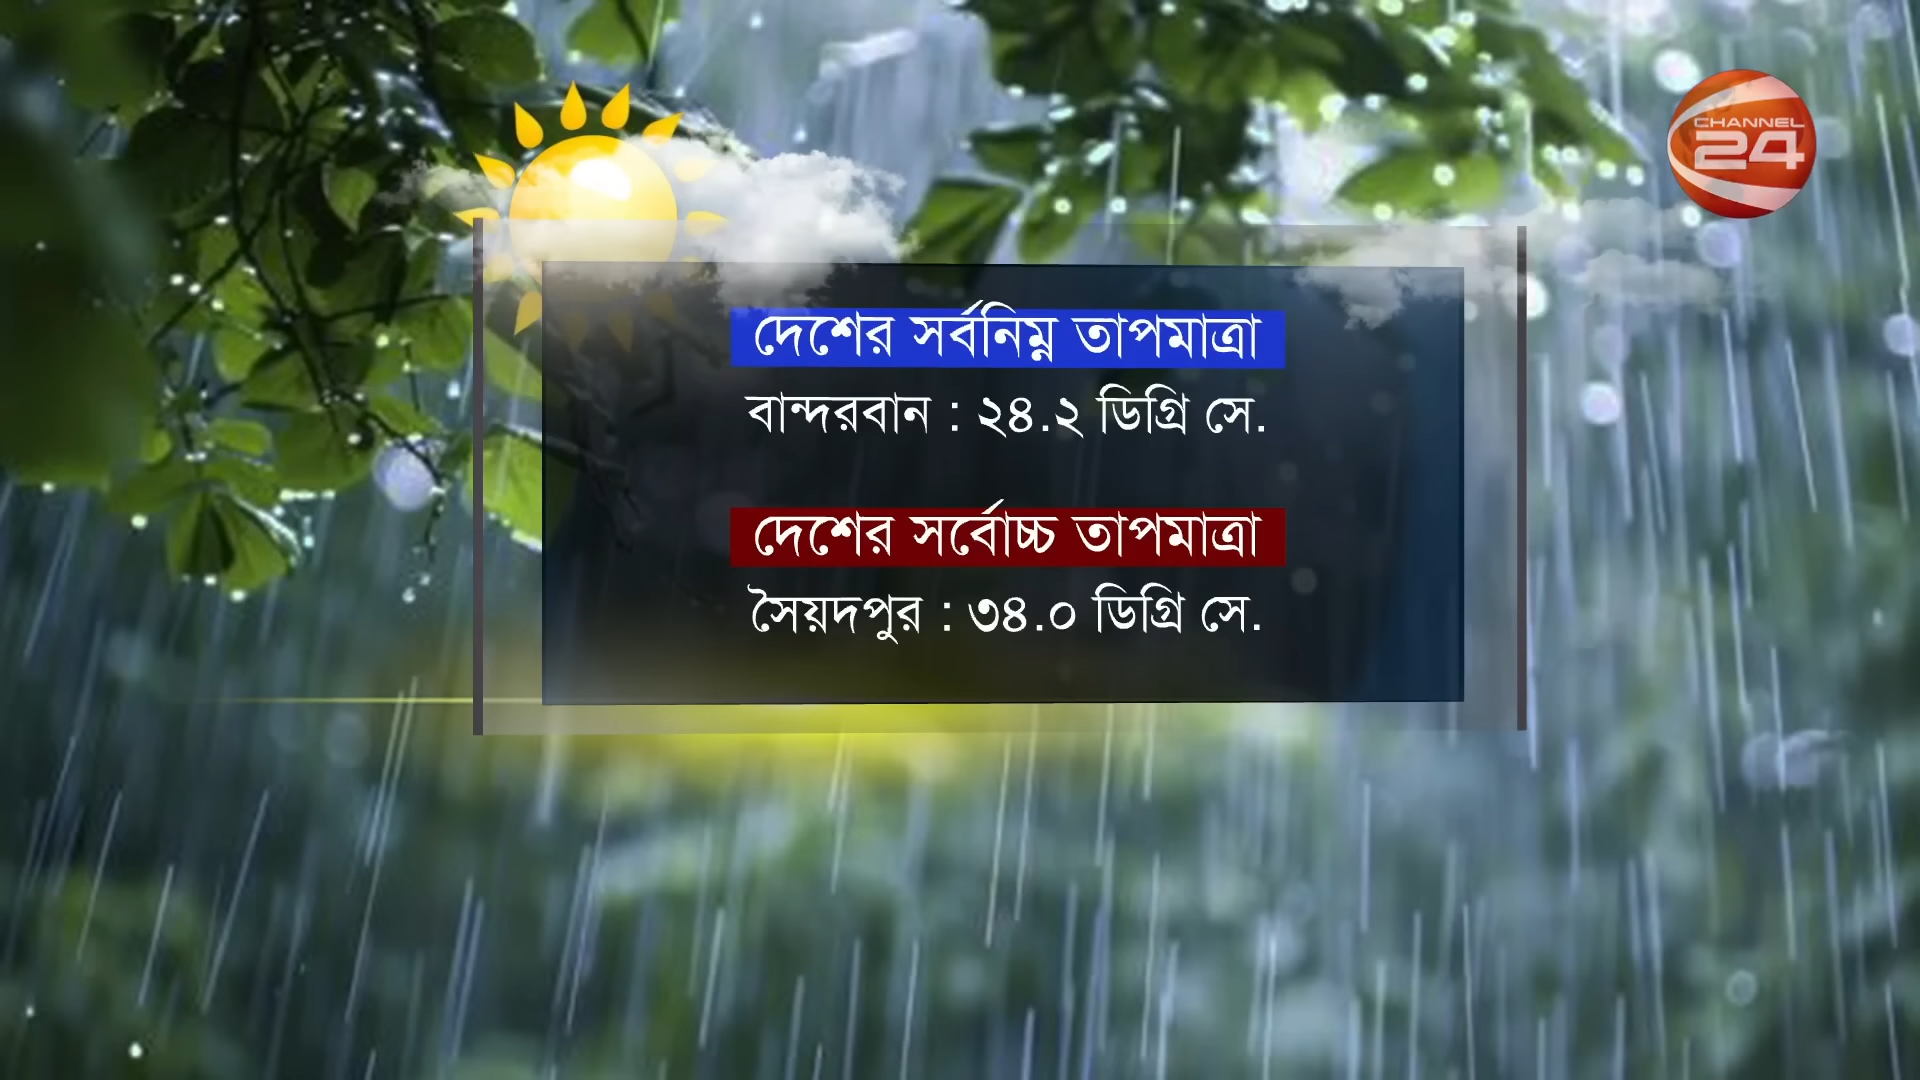 CHANNEL
24
দেশের সর্বনিম্ন তাপমাত্রা
বান্দরবান : ২৪.২ ডিগ্রি সে.
দেশের সর্বোচ্চ তাপমাত্রা
সৈয়দপুর : ৩৪.০ ডিগ্রি সে.